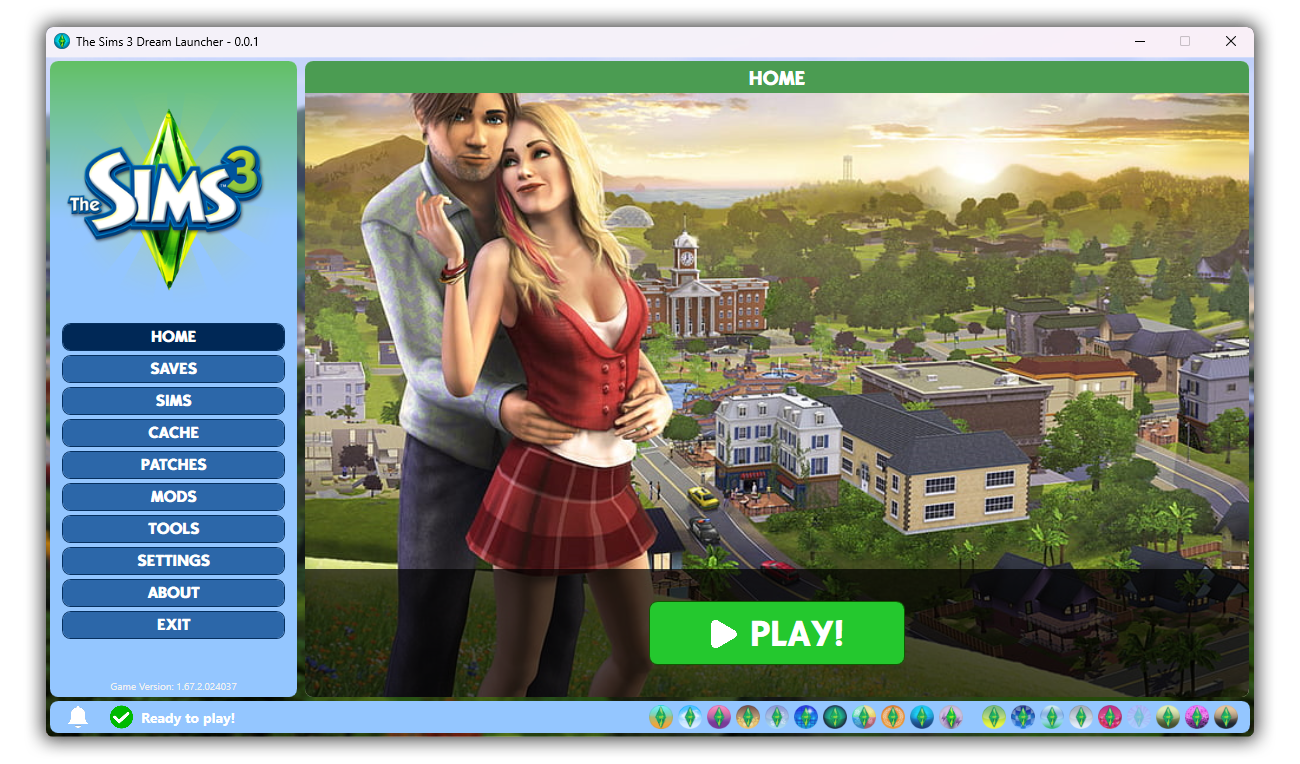 The Sims 3 Dream Launcher - 0.0.1
The SIMS 3
HOME
SAVES
SIMS
CACHE
PATCHES
MODS
TOOLS
SETTINGS
ABOUT
EXIT
Game Version: 1.67.2.024037
HOME
PLAY!
Ready to play!